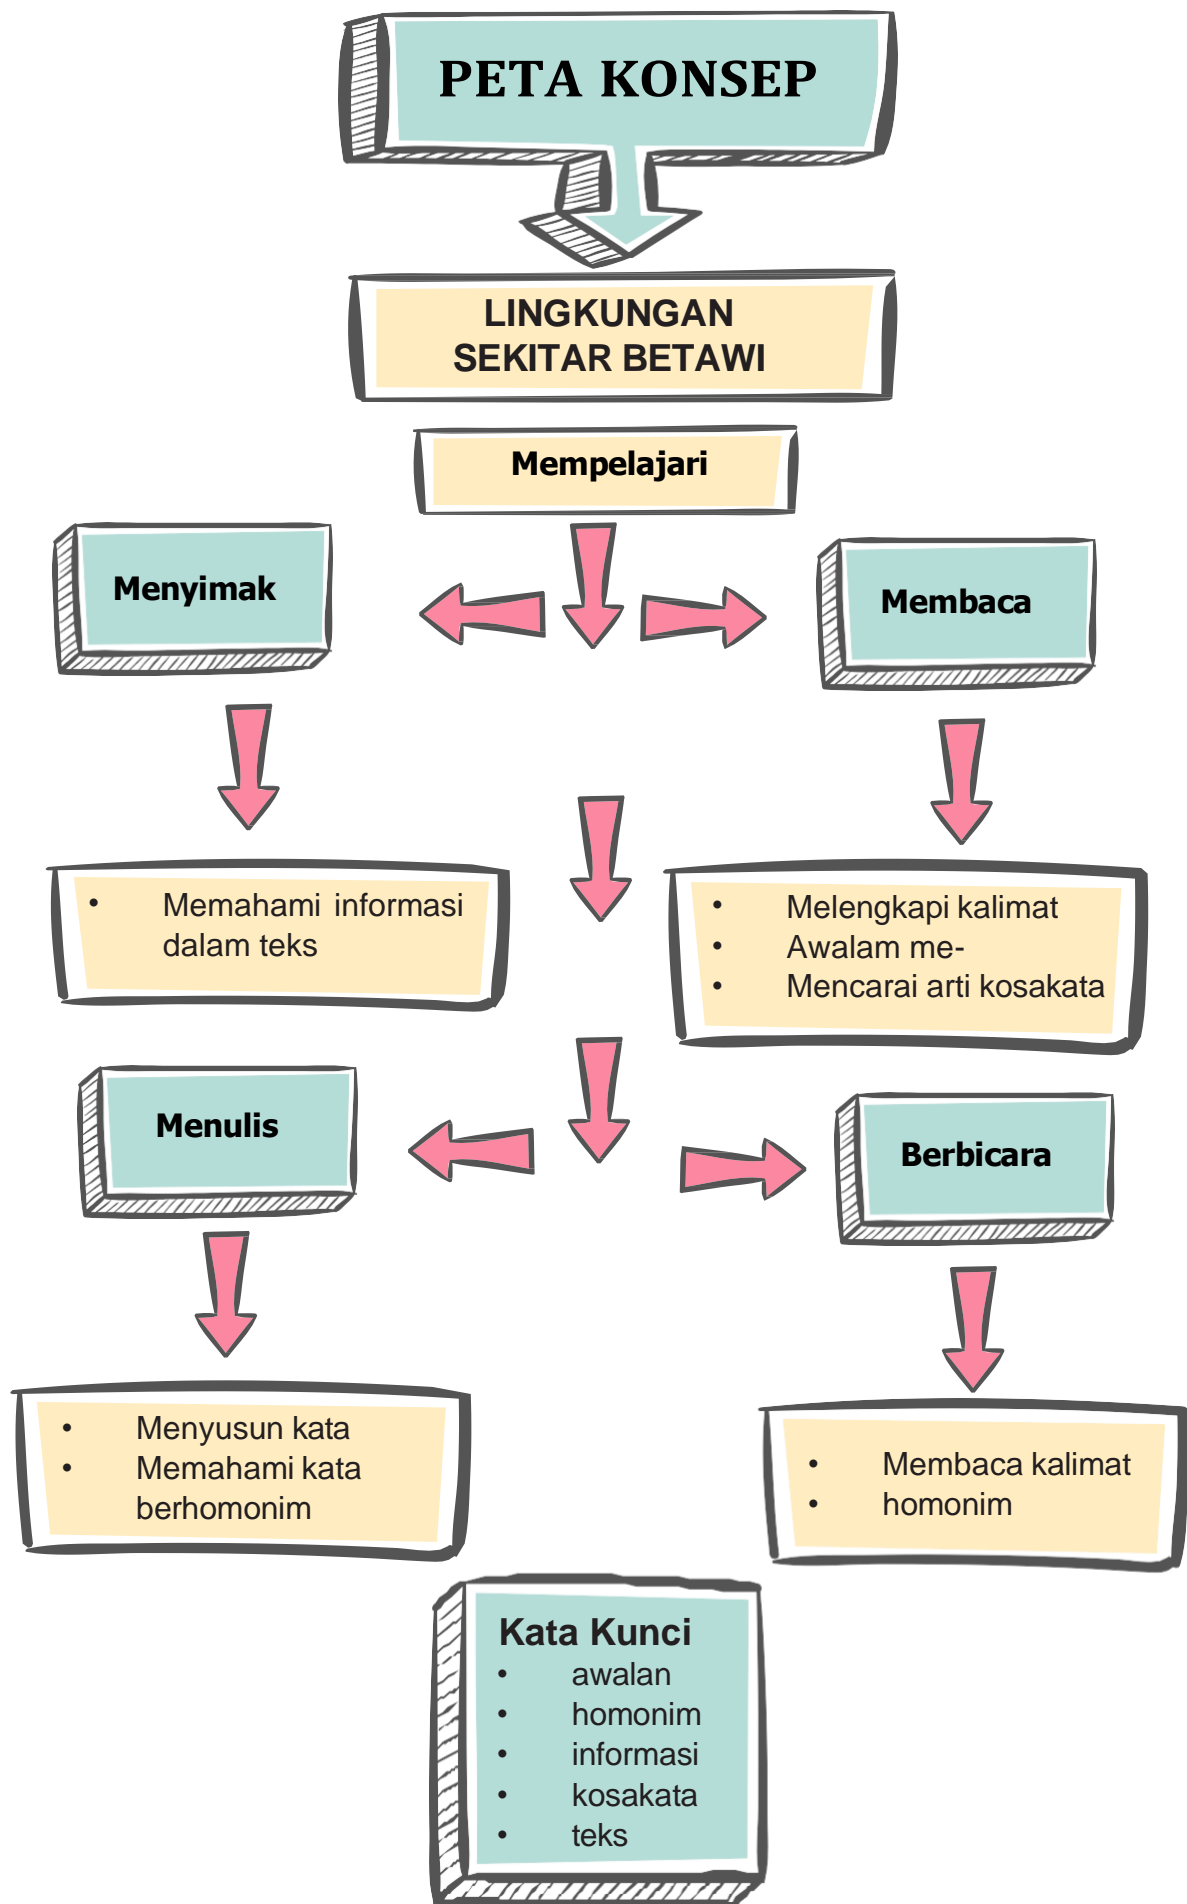 PETA KONSEP
LINGKUNGAN
SEKITAR BETAWI
Mempelajari
Menyimak
Membaca
• Memahami informasi
dalam teks
• Melengkapi kalimat
• Awalam me-
• Mencarai arti kosakata
Menulis
Berbicara
• Menyusun kata
• Memahami kata
berhomonim
• Membaca kalimat
• homonim
Kata Kunci
• awalan
• homonim
• informasi
• kosakata
• teks